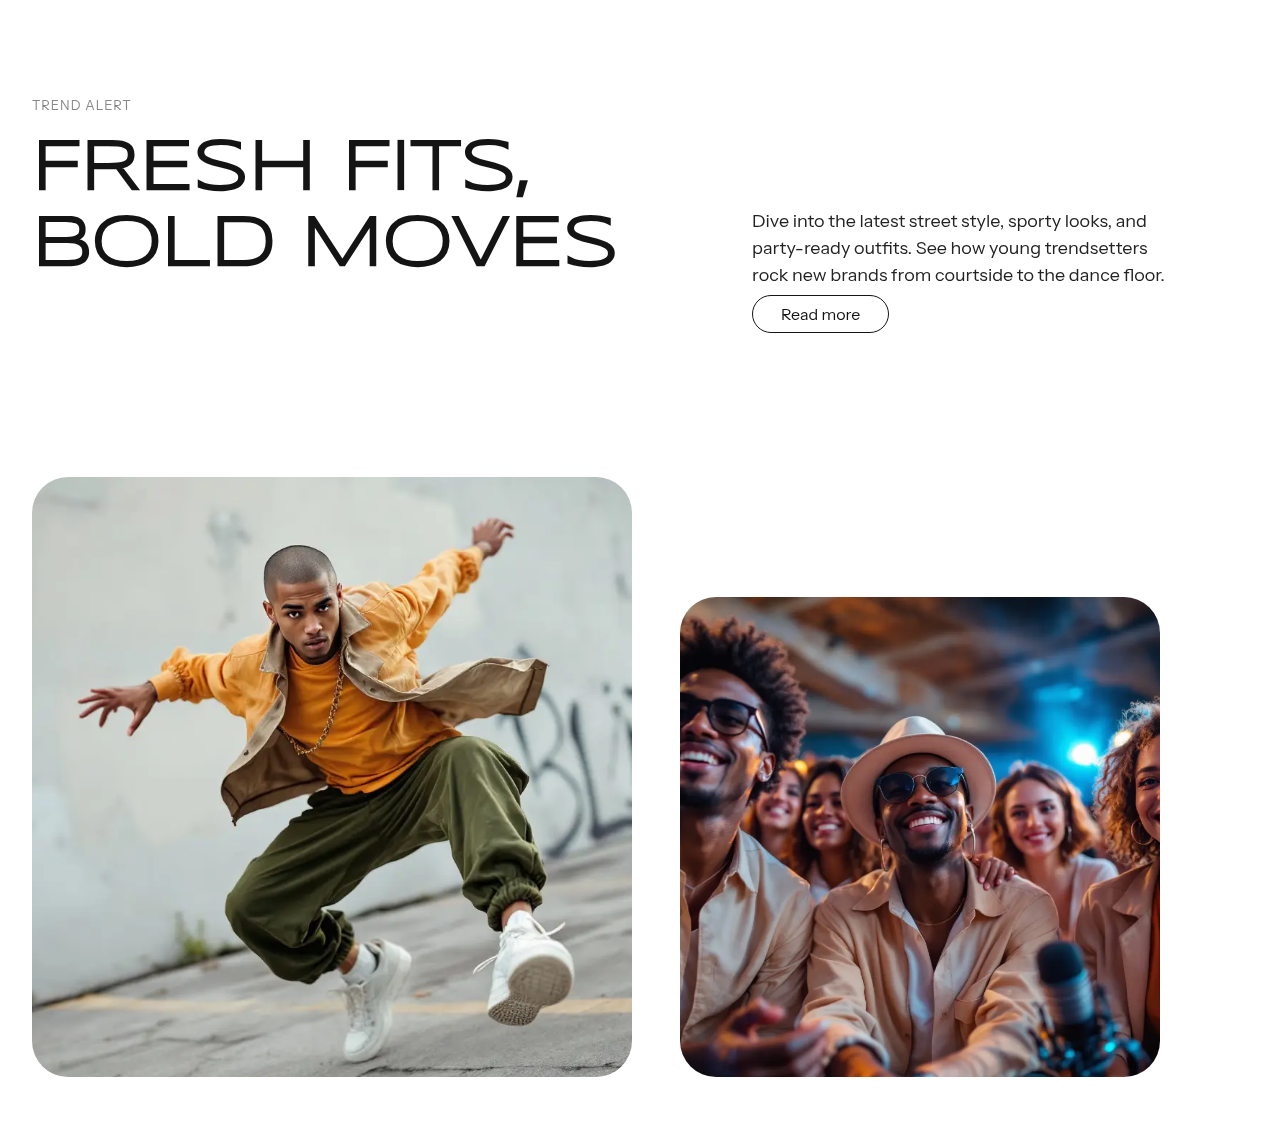 TREND ALERT
FRESH FITS,
BOLD MOVES
Dive into the latest street style, sporty looks, and
party-ready outfits. See how young trendsetters
rock new brands from courtside to the dance floor.
Read more